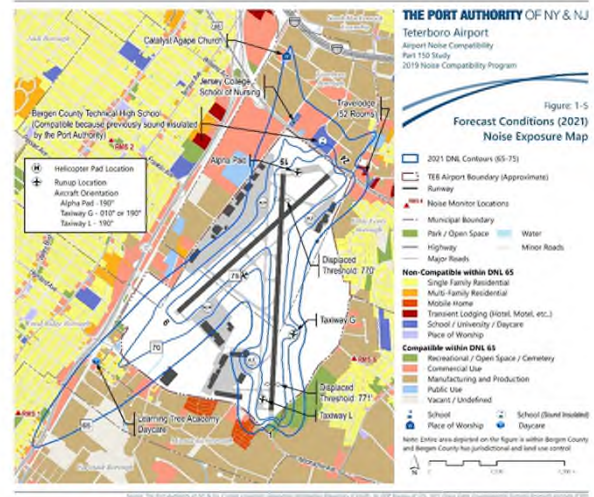 THE PORT AUTHORITY OF NY & NJ
Teterboro Airport
Airport Noise Compatibility
Part 150 Study
2019 Noise Compatibility Program
Figure: 1-5
Forecast Conditions (2021)
Noise Exposure Map
2021 DNL Contours (65-75)
TEB Airport Boundary (Approximate)
Runway
Noise Monitor Locations
Municipal Boundary
Park / Open Space
Water
Highway
Minor Roads
Major Roads
Non-Compatible within DNL 65
Single Family Residential
Multi-Family Residential
Mobile Home
Transient Lodging (Hotel, Motel, etc.)
School / University / Daycare
Place of Worship
Compatible within DNL 65
Recreational / Open Space / Cemetery
Commercial Use
Manufacturing and Production
Public Use
Vacant / Undefined
School
School (Sound Insulated)
Place of Worship
Daycare
Note: Entire area depicted on the figure is within Bergen County
and Bergen County has jurisdictional and land use control
Catalyst Agape Church
Jersey College
School of Nursing
Bergen County Technical High School
(Compatible because previously sound insulated
by the Port Authority)
Travelodge
(52 Rooms)
RMS 2
Alpha Pad
Helicopter Pad Location
Runup Location
Aircraft Orientation
Alpha Pad - 190°
Taxiway G - 010° or 190°
Taxiway L - 190°
Displaced
Threshold: 770'
75
Taxiway G
6
70
Displaced
Threshold: 771'
Taxiway L
1
Learning Tree Academy
Daycare
65